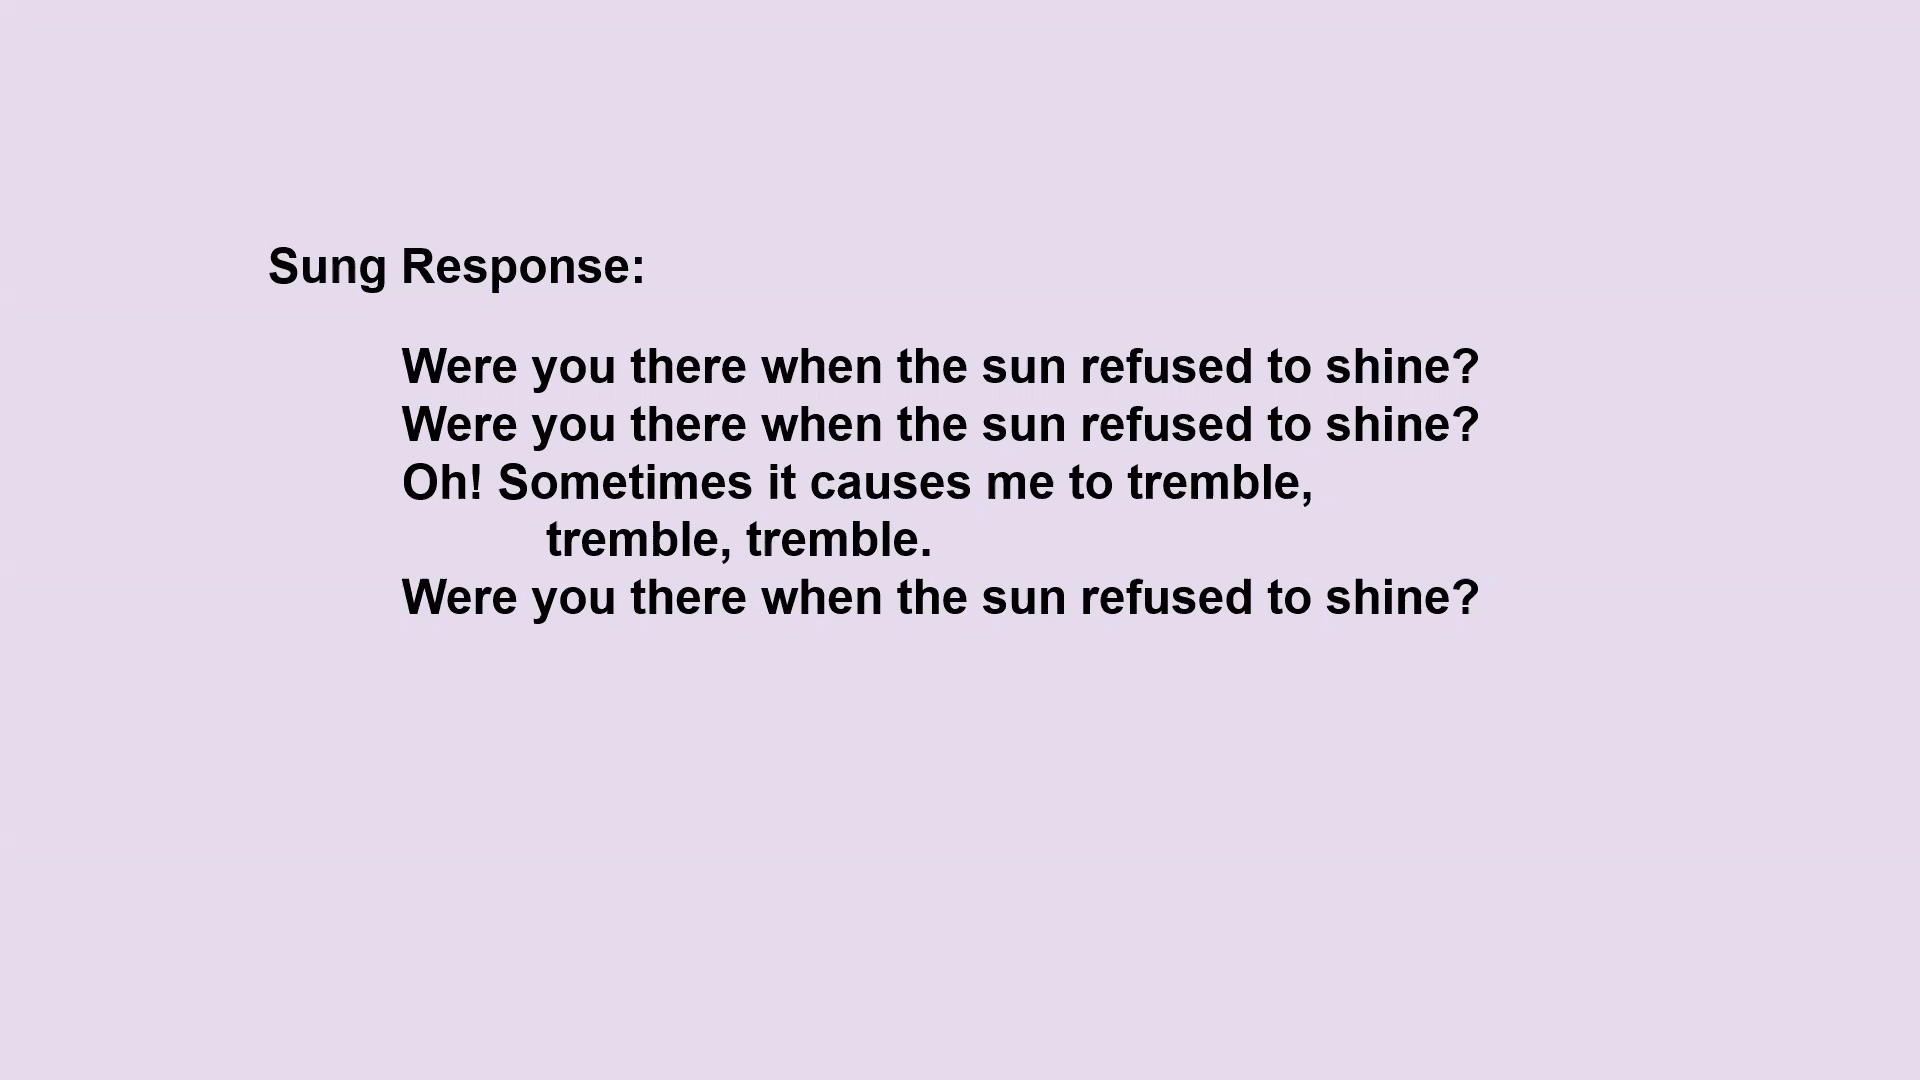 Sung Response:
Were you there when the sun refused to shine?
Were you there when the sun refused to shine?
Oh! Sometimes it causes me to tremble,
tremble, tremble.
Were you there when the sun refused to shine?